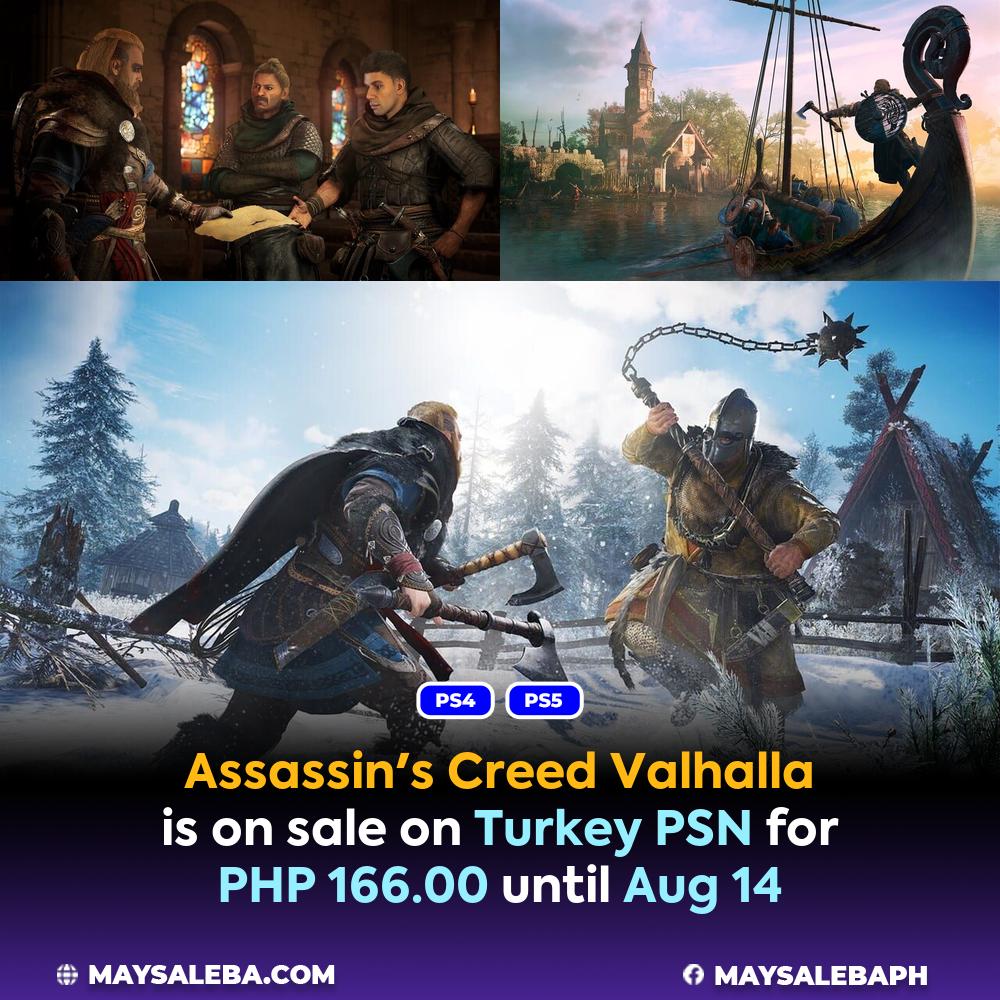 PS4 PS5
Assassin's Creed Valhalla
is on sale on Turkey PSN for
PHP 166.00 until Aug 14
MAYSALEBA.COM MAYSALEBAPH